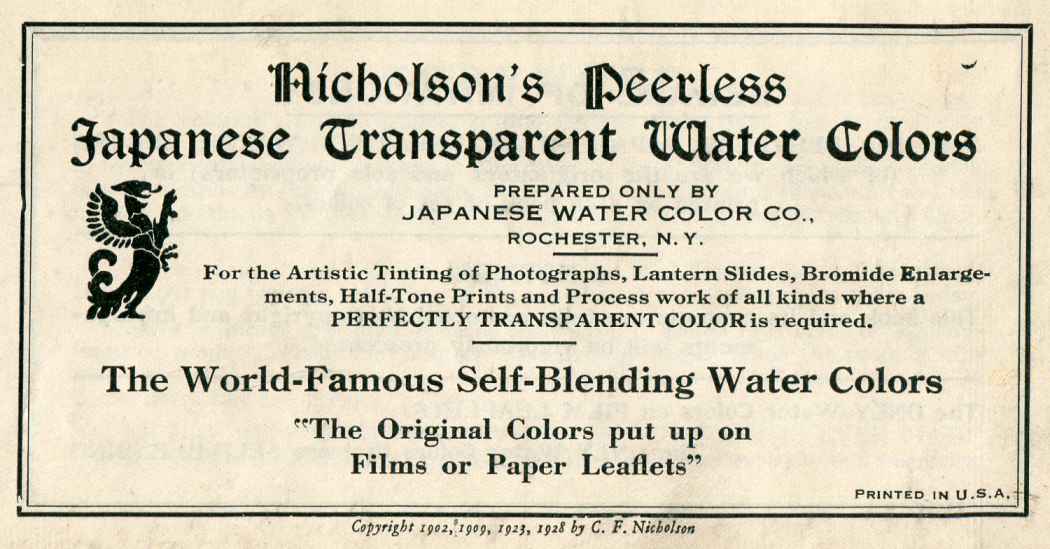 Nicholson's Peerless
Japanese Transparent Water Colors
PREPARED ONLY BY
JAPANESE WATER COLOR CO.,
ROCHESTER, N. Y.
For the Artistic Tinting of Photographs, Lantern Slides, Bromide Enlarge-
ments, Half-Tone Prints and Process work of all kinds where a
PERFECTLY TRANSPARENT COLOR is required.
The World-Famous Self-Blending Water Colors
"The Original Colors put up on
Films or Paper Leaflets"
PRINTED IN U.S.A.
Copyright 1902, 1909, 1923, 1928 by C. F. Nicholson